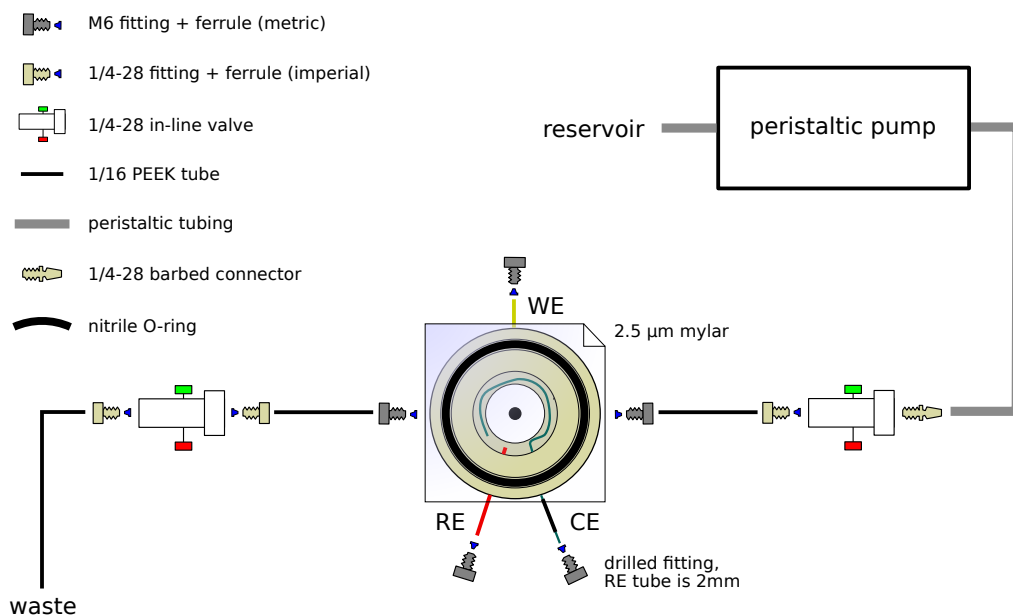 M6 fitting + ferrule (metric)
1/4-28 fitting + ferrule (imperial)
1/4-28 in-line valve
1/16 PEEK tube
peristaltic tubing
1/4-28 barbed connector
nitrile O-ring
reservoir
peristaltic pump
WE
2.5 µm mylar
RE
CE
drilled fitting,
RE tube is 2mm
waste